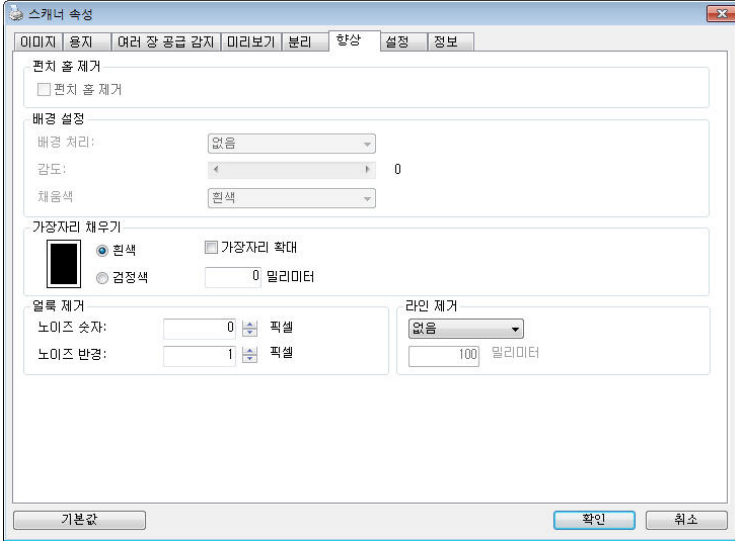 스캐너 속성
이미지 용지 여러 장 공급 감지 미리보기 분리 향상 설정 정보
펀치 홀 제거
펀치 홀 제거
배경 설정
배경 처리: 없음
감도: 0
채움색 흰색
가장자리 채우기
흰색 가장자리 확대
검정색 0 밀리미터
얼룩 제거 라인 제거
노이즈 숫자: 0 픽셀 없음
노이즈 반경: 1 픽셀 100 밀리미터
기본값 확인 취소